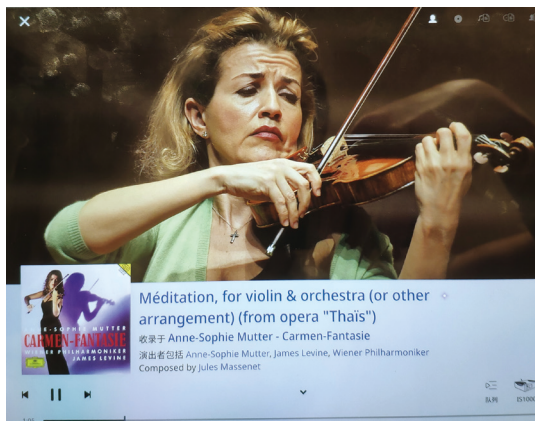 Méditation, for violin & orchestra (or other
arrangement) (from opera "Thaïs")
收录于 Anne-Sophie Mutter - Carmen-Fantasie
演出者包括 Anne-Sophie Mutter, James Levine, Wiener Philharmoniker
Composed by Jules Massenet
ANNE-SOPHIE MUTTER
CARMEN-FANTASIE
WIENER PHILHARMONIKER
JAMES LEVINE
队列